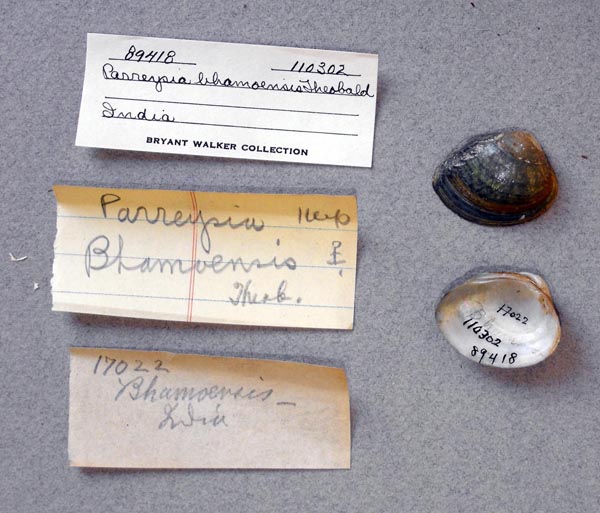 89418 110302
Parreysia bhamoensis Theobald
India
BRYANT WALKER COLLECTION
Parreysia
Bhamoensis
Theob.
17022
Bhamoensis-
India
17022
110302
89418